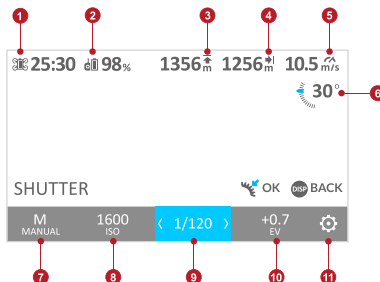 1 2 3 4 5
25:30 98% 1356 m 1256 m 10.5 m/s
30° 6
SHUTTER OK DISP BACK
M 1600 1/120 +0.7
MANUAL ISO EV
7 8 9 10 11